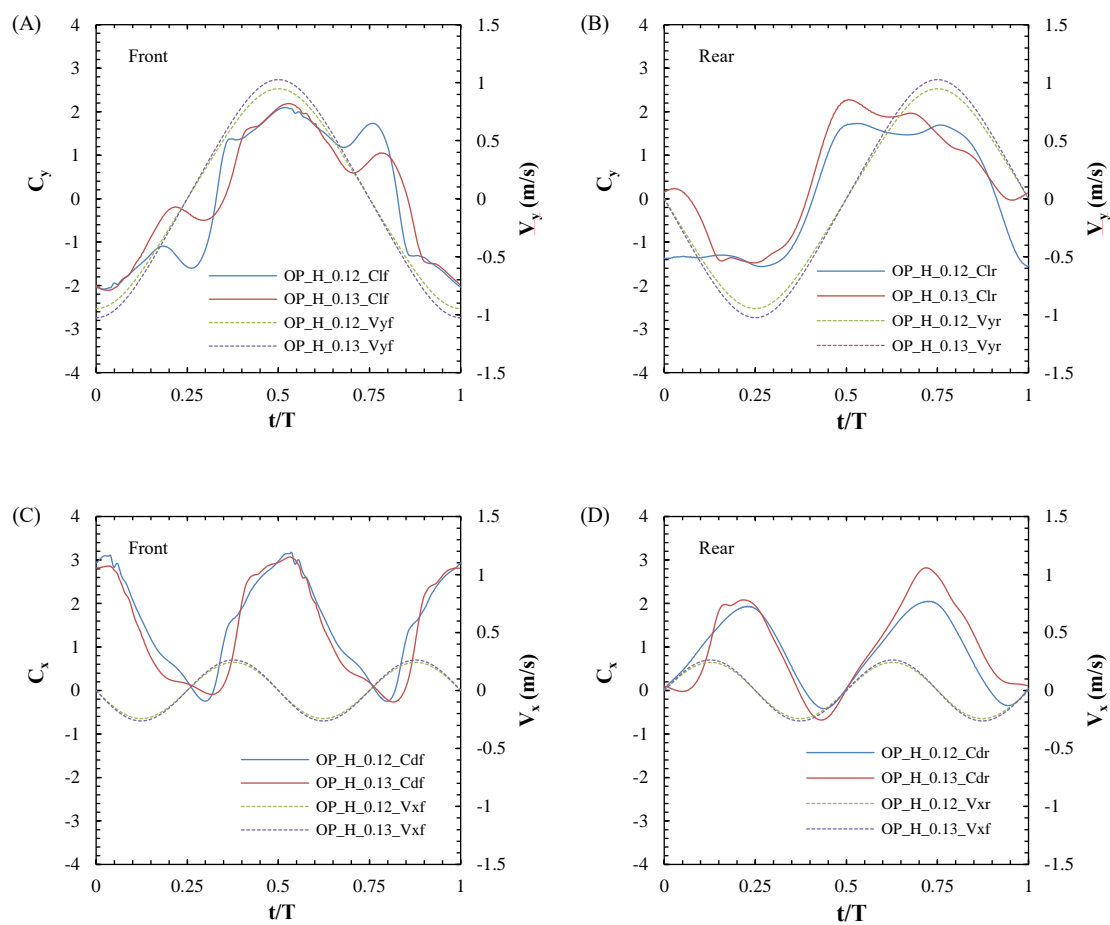 (A)
Front
4
3
2
1
0
-1
-2
-3
-4
C_y
1.5
1
0.5
0
-0.5
-1
-1.5
V_y (m/s)
OP_H_0.12_Clf
OP_H_0.13_Clf
OP_H_0.12_Vyf
OP_H_0.13_Vyf
0 0.25 0.5 0.75 1
t/T
(B)
Rear
4
3
2
1
0
-1
-2
-3
-4
C_y
1.5
1
0.5
0
-0.5
-1
-1.5
V_y (m/s)
OP_H_0.12_Clr
OP_H_0.13_Clr
OP_H_0.12_Vyr
OP_H_0.13_Vyr
0 0.25 0.5 0.75 1
t/T
(C)
Front
4
3
2
1
0
-1
-2
-3
-4
C_x
1.5
1
0.5
0
-0.5
-1
-1.5
V_x (m/s)
OP_H_0.12_Cdf
OP_H_0.13_Cdf
OP_H_0.12_Vxf
OP_H_0.13_Vxf
0 0.25 0.5 0.75 1
t/T
(D)
Rear
4
3
2
1
0
-1
-2
-3
-4
C_x
1.5
1
0.5
0
-0.5
-1
-1.5
V_x (m/s)
OP_H_0.12_Cdr
OP_H_0.13_Cdr
OP_H_0.12_Vxr
OP_H_0.13_Vxf
0 0.25 0.5 0.75 1
t/T